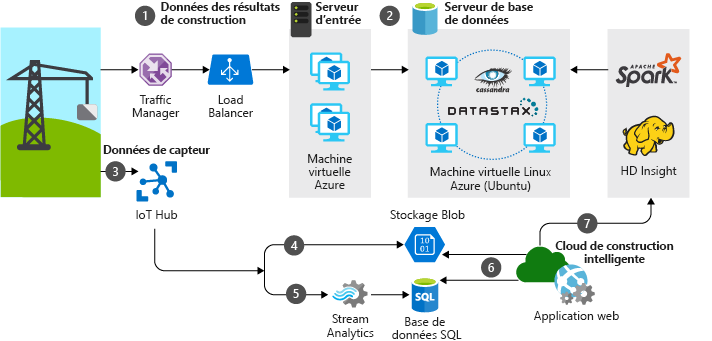 1
Données des résultats
de construction
Serveur
d'entrée
2
Serveur de base
de données
Traffic
Manager
Load
Balancer
Machine
virtuelle
Azure
cassandra
DATASTAX
Machine virtuelle Linux
Azure (Ubuntu)
APACHE
Spark
HD Insight
Données de capteur
3
IoT Hub
4
Stockage Blob
10
01
5
Stream
Analytics
SQL
Base de
données SQL
6
7
Cloud de construction
intelligente
Application web